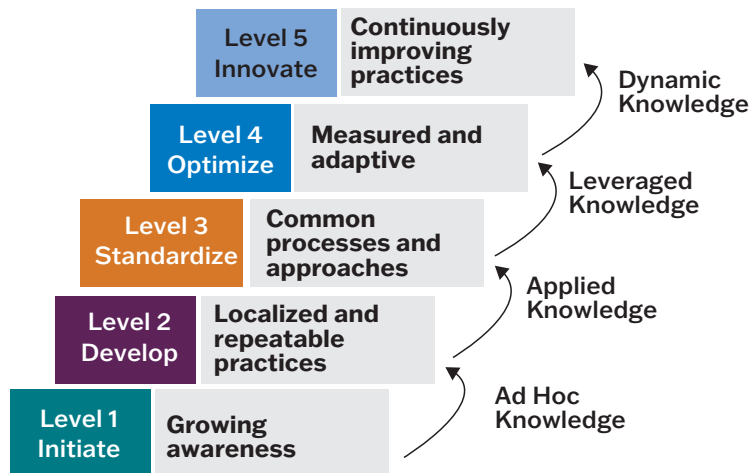 Level 5
Innovate
Continuously
improving
practices
Dynamic
Knowledge
Level 4
Optimize
Measured and
adaptive
Leveraged
Knowledge
Level 3
Standardize
Common
processes and
approaches
Applied
Knowledge
Level 2
Develop
Localized and
repeatable
practices
Ad Hoc
Knowledge
Level 1
Initiate
Growing
awareness